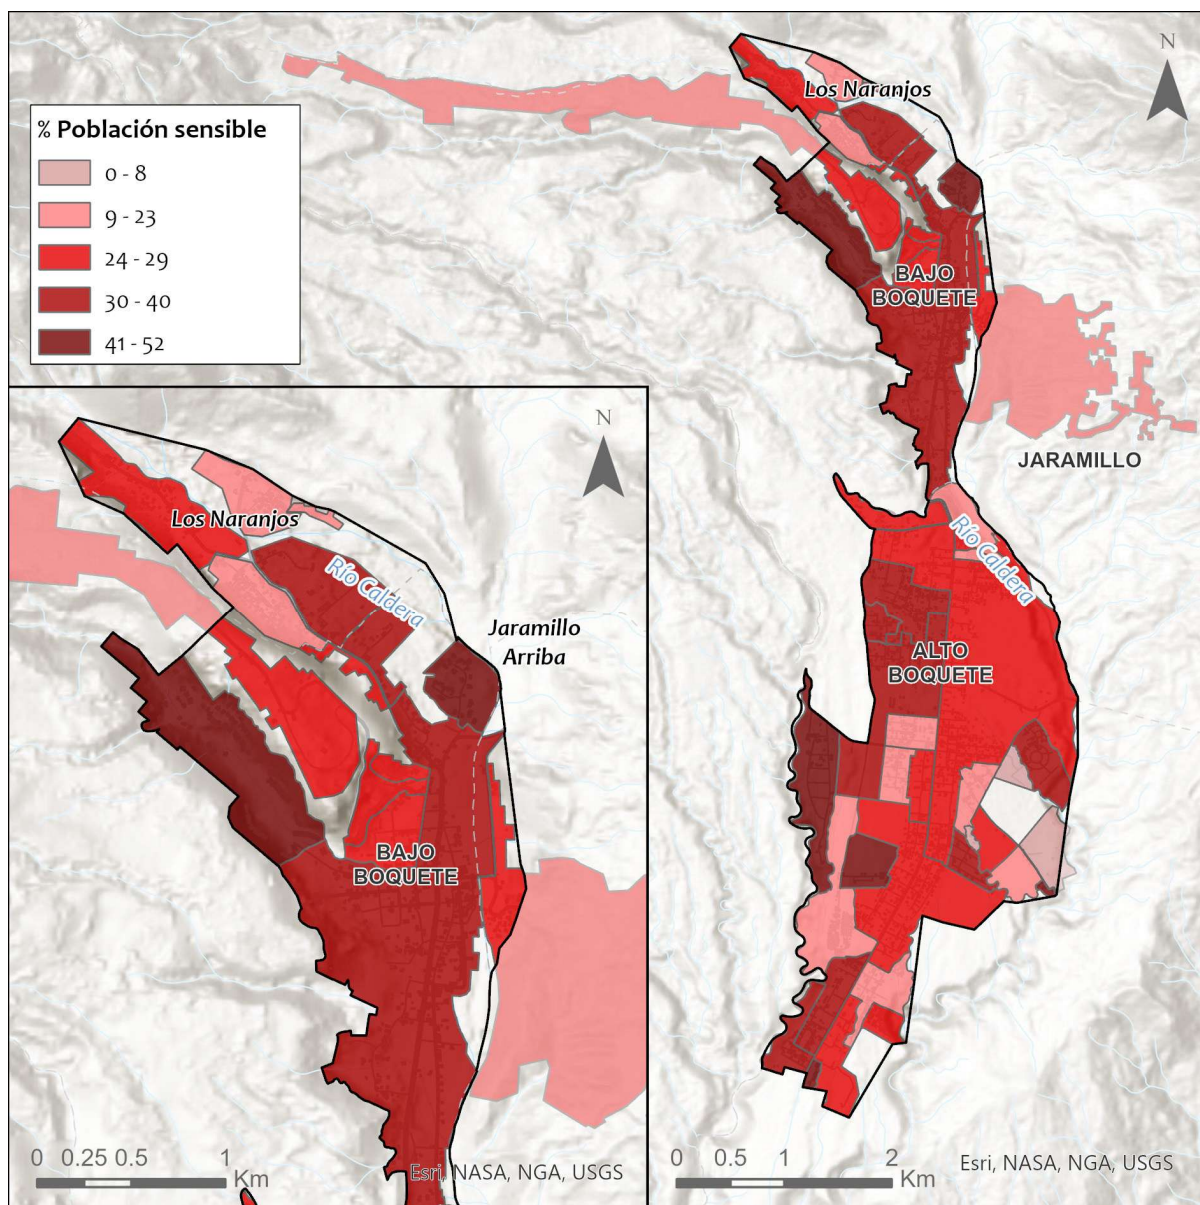 % Población sensible
0 - 8
9 - 23
24 - 29
30 - 40
41 - 52
N
Los Naranjos
BAJO
BOQUETE
JARAMILLO
Río Caldera
ALTO
BOQUETE
0 0.5 1 2
Km
Esri, NASA, NGA, USGS
N
Los Naranjos
Río Caldera
Jaramillo
Arriba
BAJO
BOQUETE
0 0.25 0.5 1
Km
Esri, NASA, NGA, USGS